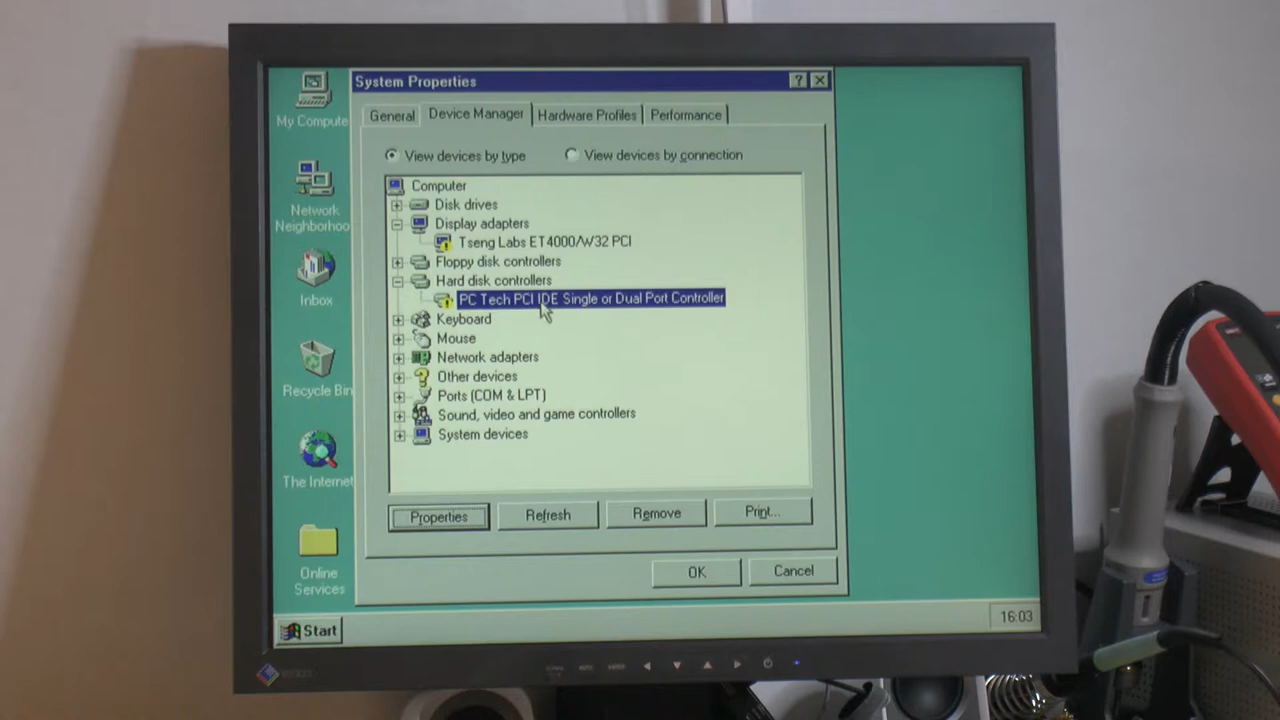 System Properties
General
Device Manager
Hardware Profiles
Performance
View devices by type
View devices by connection
Computer
Disk drives
Display adapters
Tseng Labs ET4000/W32 PCI
Floppy disk controllers
Hard disk controllers
PC Tech PCI IDE Single or Dual Port Controller
Keyboard
Mouse
Network adapters
Other devices
Ports (COM & LPT)
Sound, video and game controllers
System devices
Properties
Refresh
Remove
Print...
OK
Cancel
My Compute
Network
Neighborhoo
Inbox
Recycle Bin
The Internet
Online
Services
Start
16:03